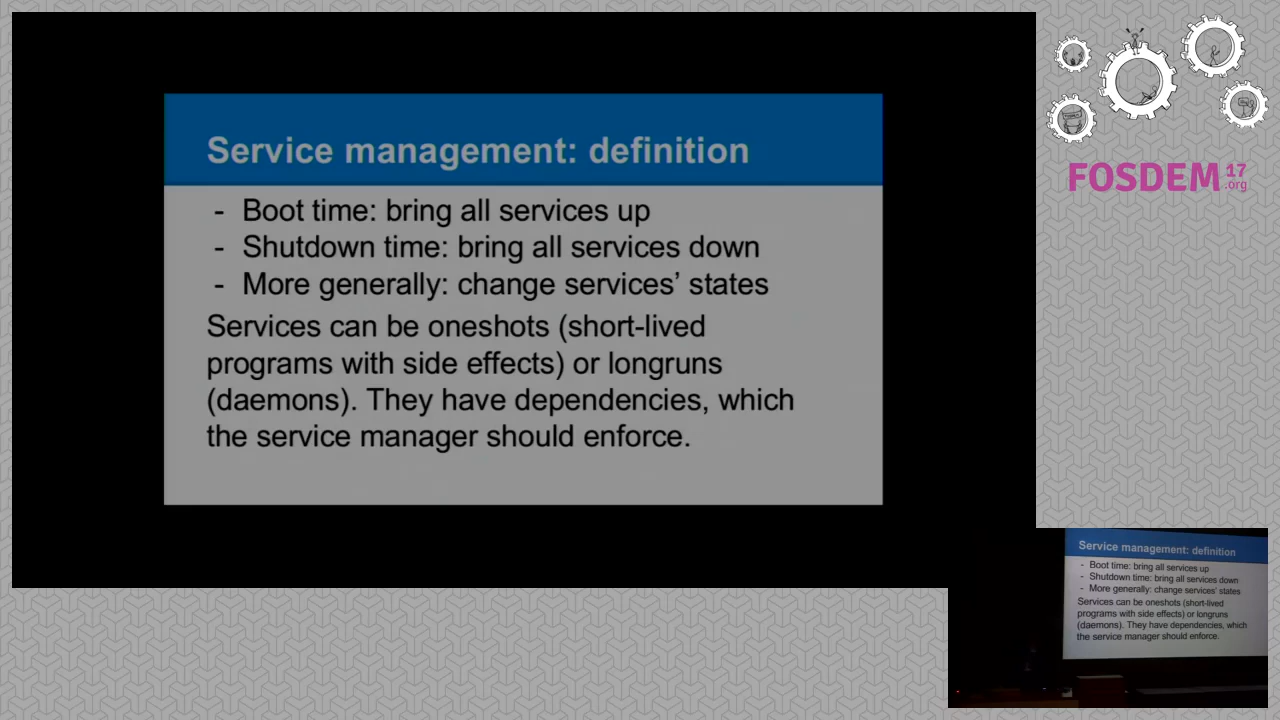 Service management: definition
- Boot time: bring all services up
- Shutdown time: bring all services down
- More generally: change services’ states
Services can be oneshots (short-lived
programs with side effects) or longruns
(daemons). They have dependencies, which
the service manager should enforce.
FOSDEM 17
.org
Service management: definition
- Boot time: bring all services up
- Shutdown time: bring all services down
- More generally: change services’ states
Services can be oneshots (short-lived
programs with side effects) or longruns
(daemons). They have dependencies, which
the service manager should enforce.